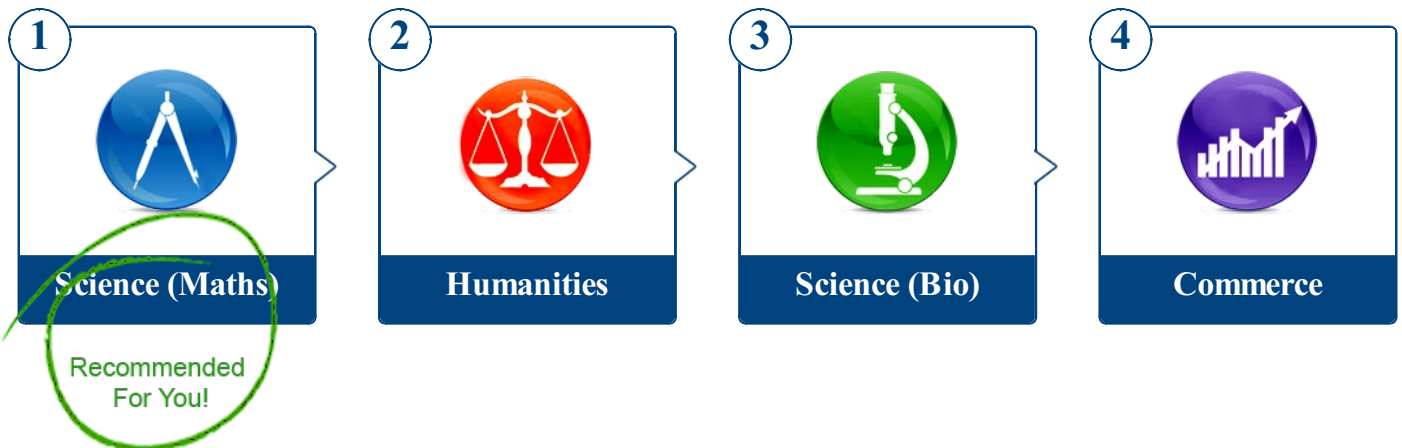 1
2
3
4
Science (Maths)
Humanities
Science (Bio)
Commerce
Recommended
For You!